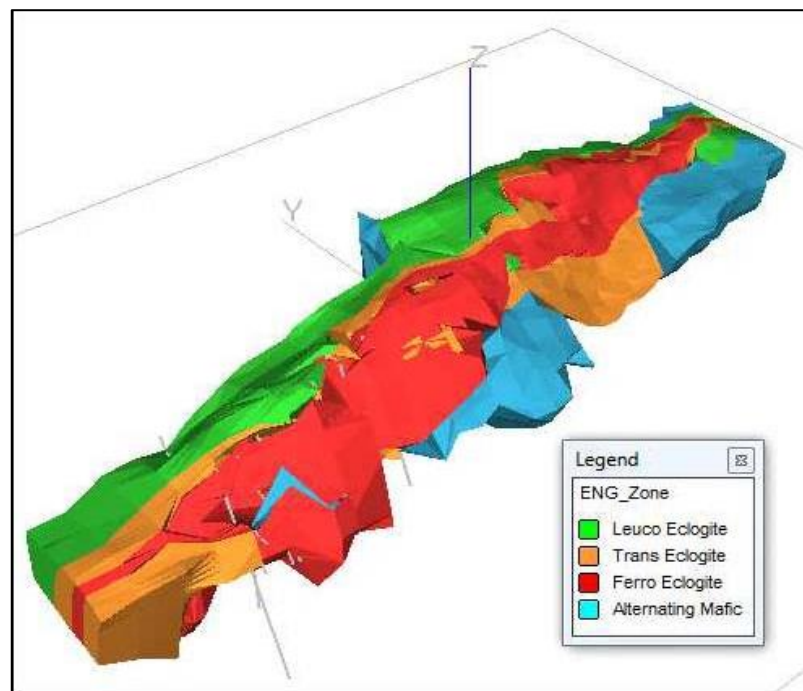 Z
Y
Legend
ENG_Zone
Leuco Eclogite
Trans Eclogite
Ferro Eclogite
Alternating Mafic